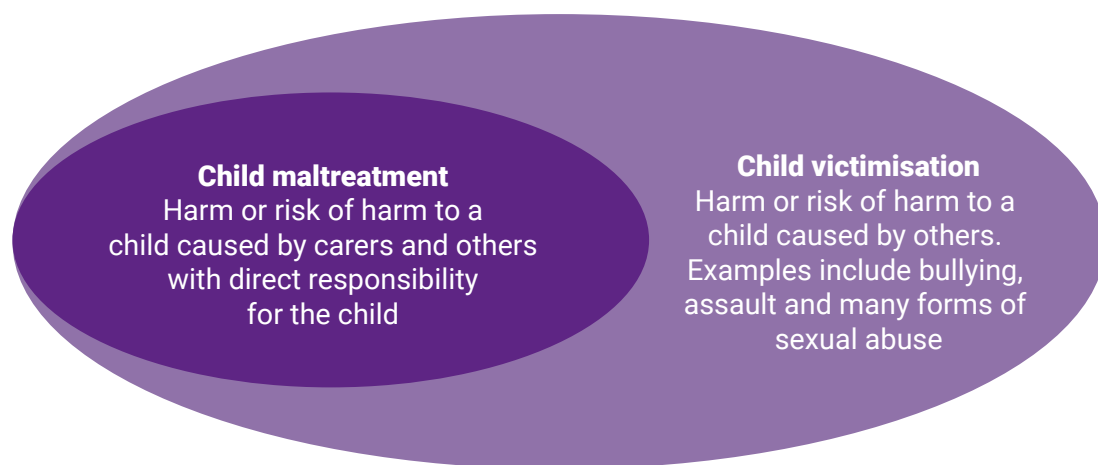 Child maltreatment
Harm or risk of harm to a
child caused by carers and others
with direct responsibility
for the child
Child victimisation
Harm or risk of harm to a
child caused by others.
Examples include bullying,
assault and many forms of
sexual abuse